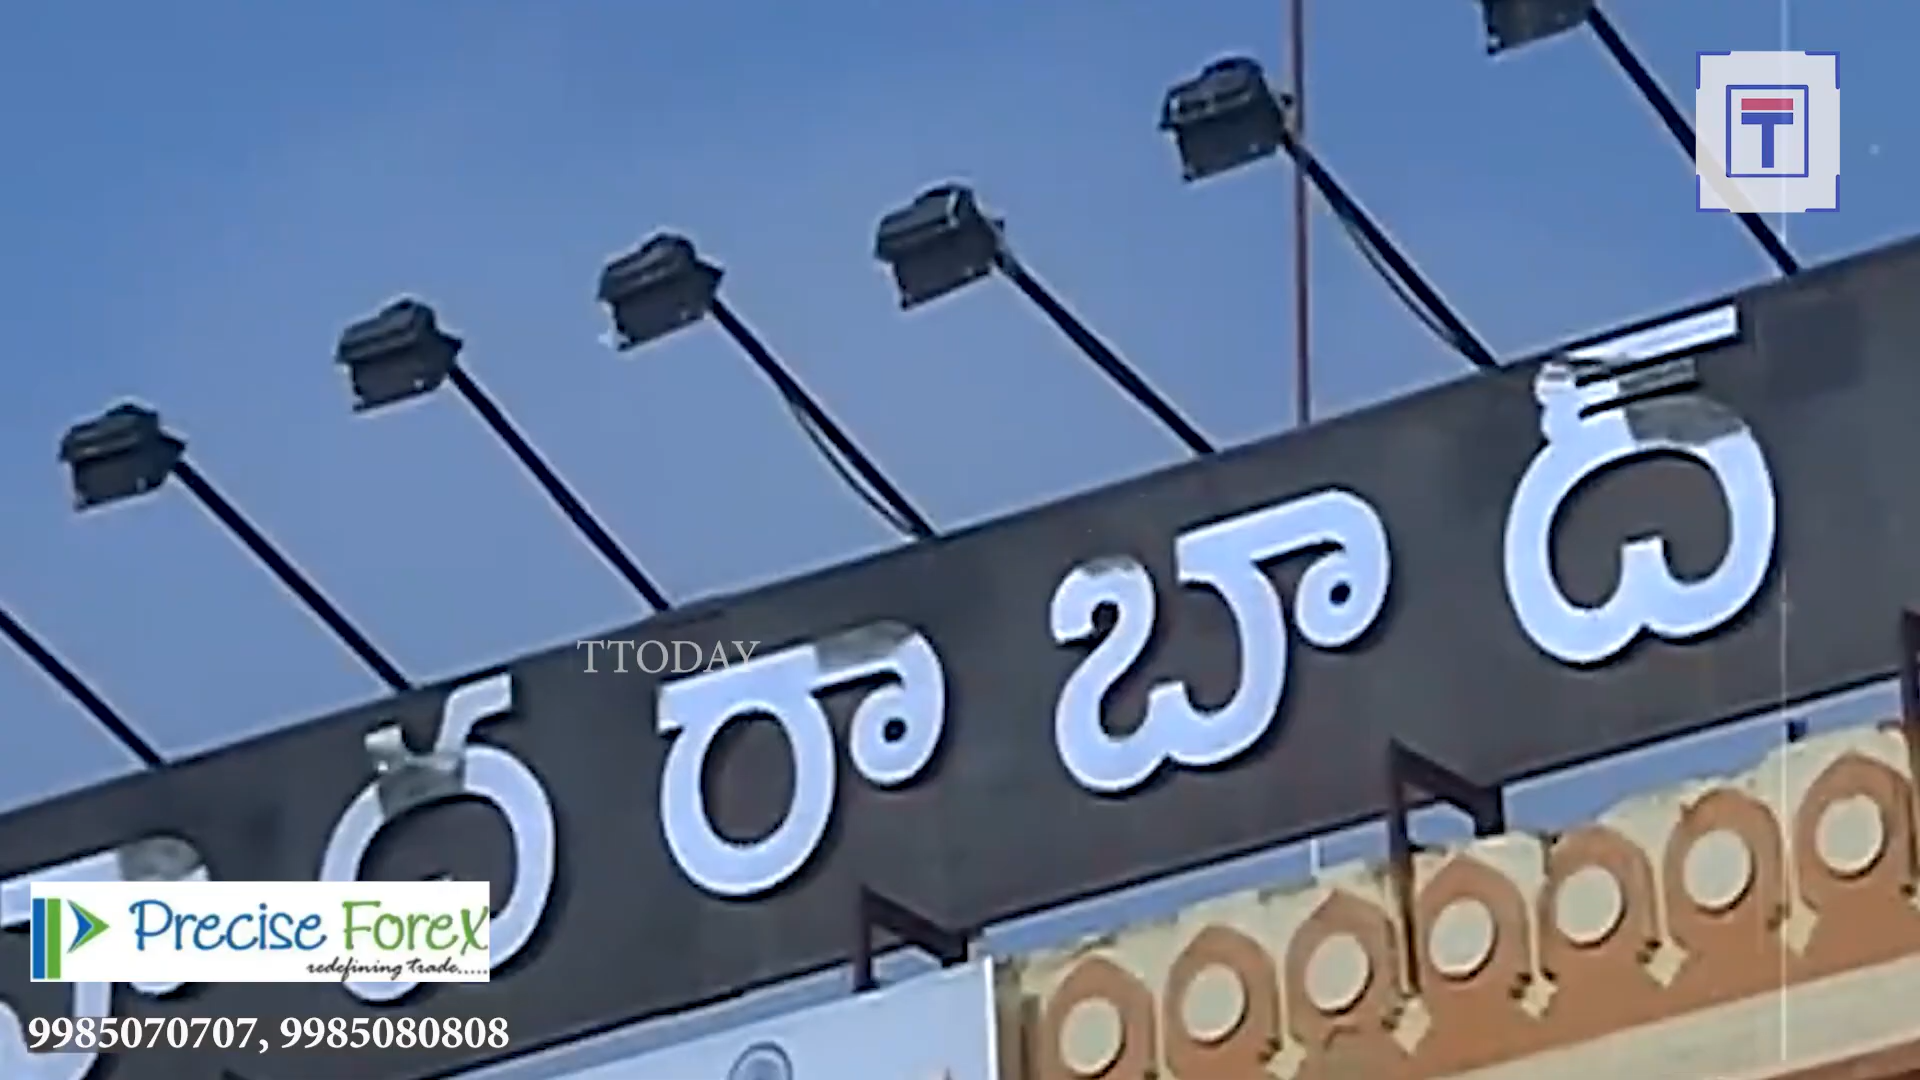 T
ద్రాబాద్
TTODAY
Precise Forex
redefining trade.....
9985070707, 9985080808